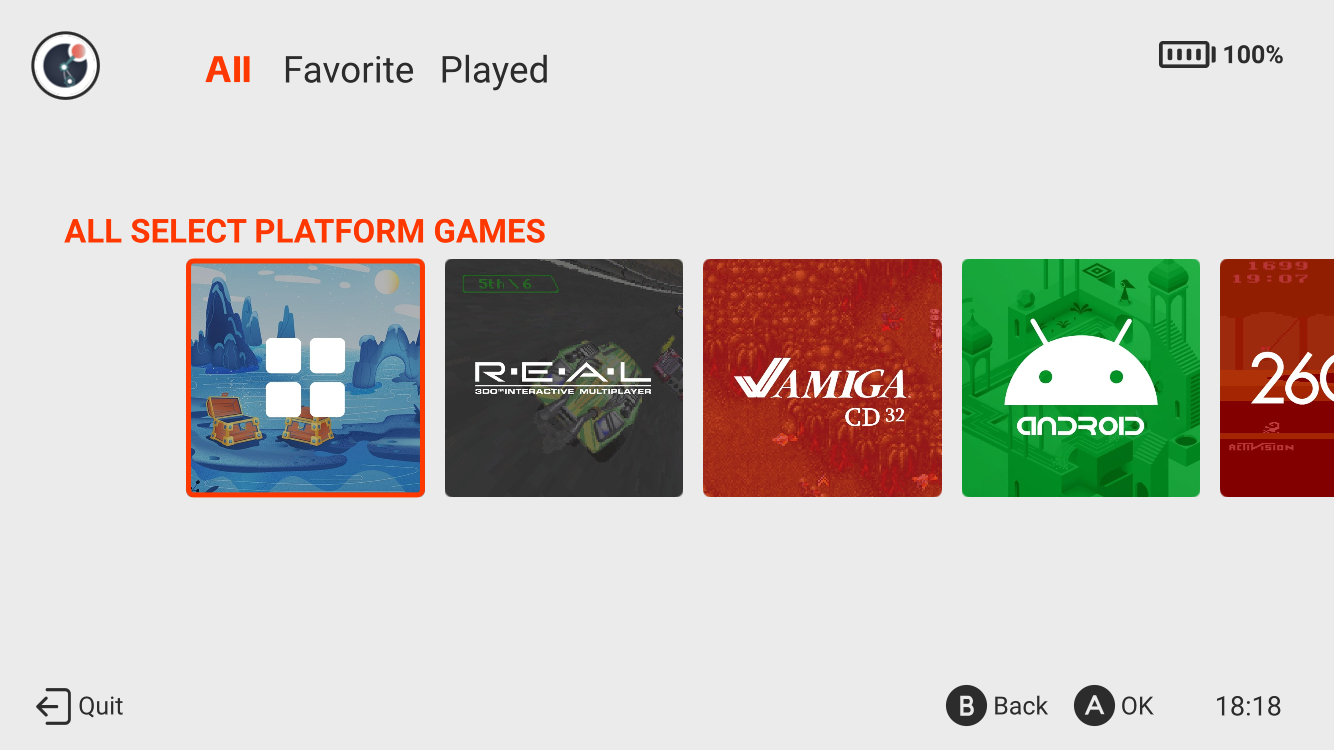 All Favorite Played
100%
ALL SELECT PLATFORM GAMES
5th\6
R·E·A·L
3DO™ INTERACTIVE MULTIPLAYER
AMIGA
CD 32
ANDROID
1699
19:07
260
ACTIVISION
Quit
B Back A OK 18:18